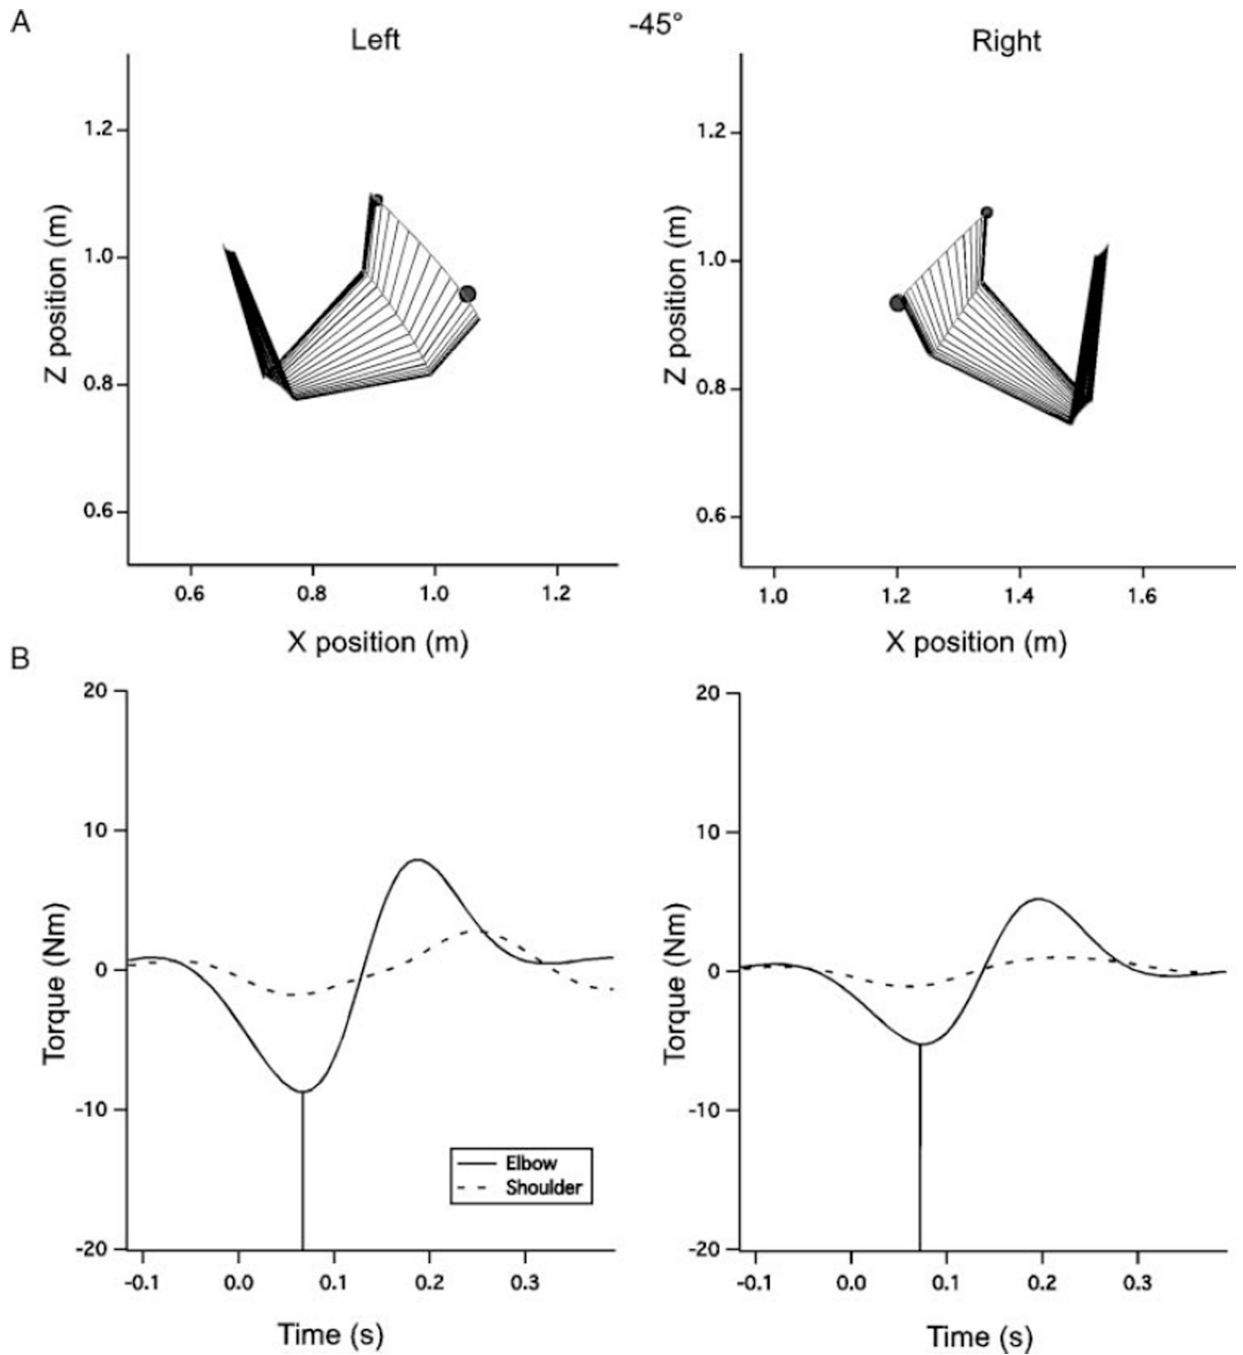 A
Left
-45°
Right
1.2
1.0
0.8
0.6
Z position (m)
0.6 0.8 1.0 1.2
X position (m)
1.2
1.0
0.8
0.6
Z position (m)
1.0 1.2 1.4 1.6
X position (m)
B
20
10
0
-10
-20
Torque (Nm)
Elbow
Shoulder
-0.1 0.0 0.1 0.2 0.3
Time (s)
20
10
0
-10
-20
Torque (Nm)
-0.1 0.0 0.1 0.2 0.3
Time (s)